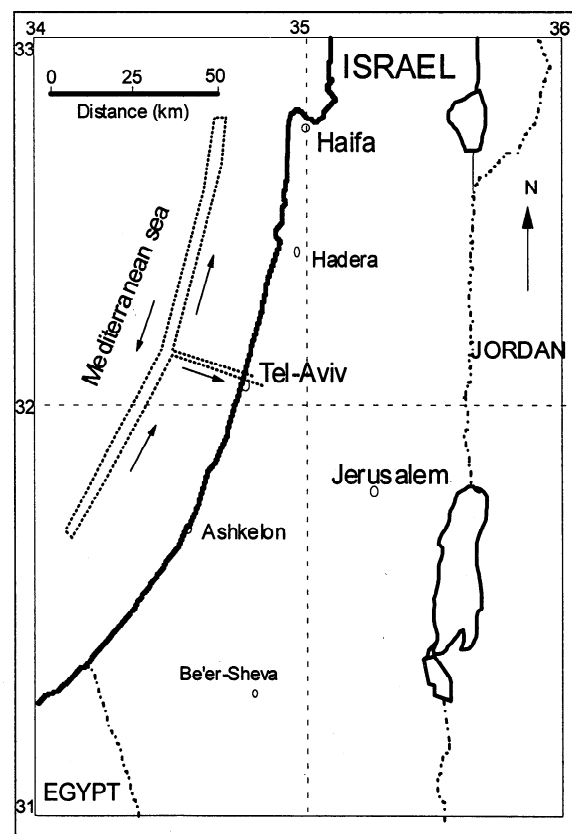 34
35
36
33
ISRAEL
0 25 50
Distance (km)
Haifa
N
Mediterranean sea
Hadera
JORDAN
Tel-Aviv
32
Jerusalem
Ashkelon
Be'er-Sheva
EGYPT
31